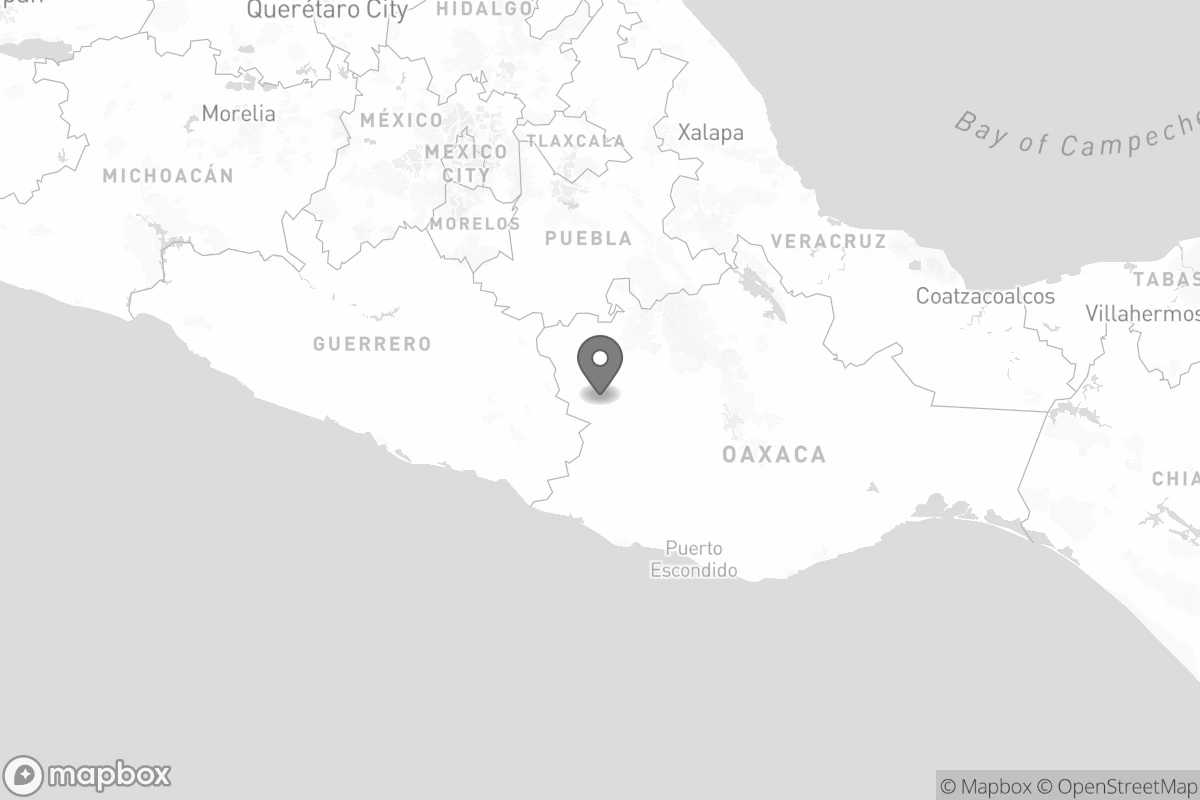 pan
Querétaro City
HIDALGO
Morelia
MÉXICO
MEXICO
CITY
TLAXCALA
Xalapa
Bay of Campeche
MICHOACÁN
MORELOS
PUEBLA
VERACRUZ
Coatzacoalcos
TABAS
Villahermos
GUERRERO
OAXACA
CHIA
Puerto
Escondido
mapbox
© Mapbox © OpenStreetMap